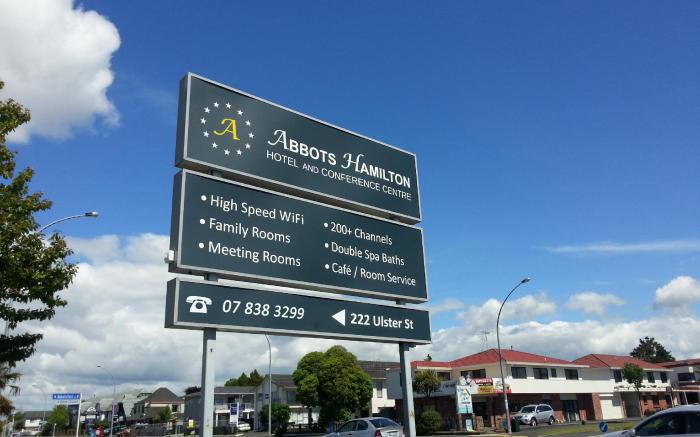 A
ABBOTS HAMILTON
HOTEL AND CONFERENCE CENTRE
• High Speed WiFi
• Family Rooms
• Meeting Rooms
• 200+ Channels
• Double Spa Baths
• Café / Room Service
07 838 3299
222 Ulster St